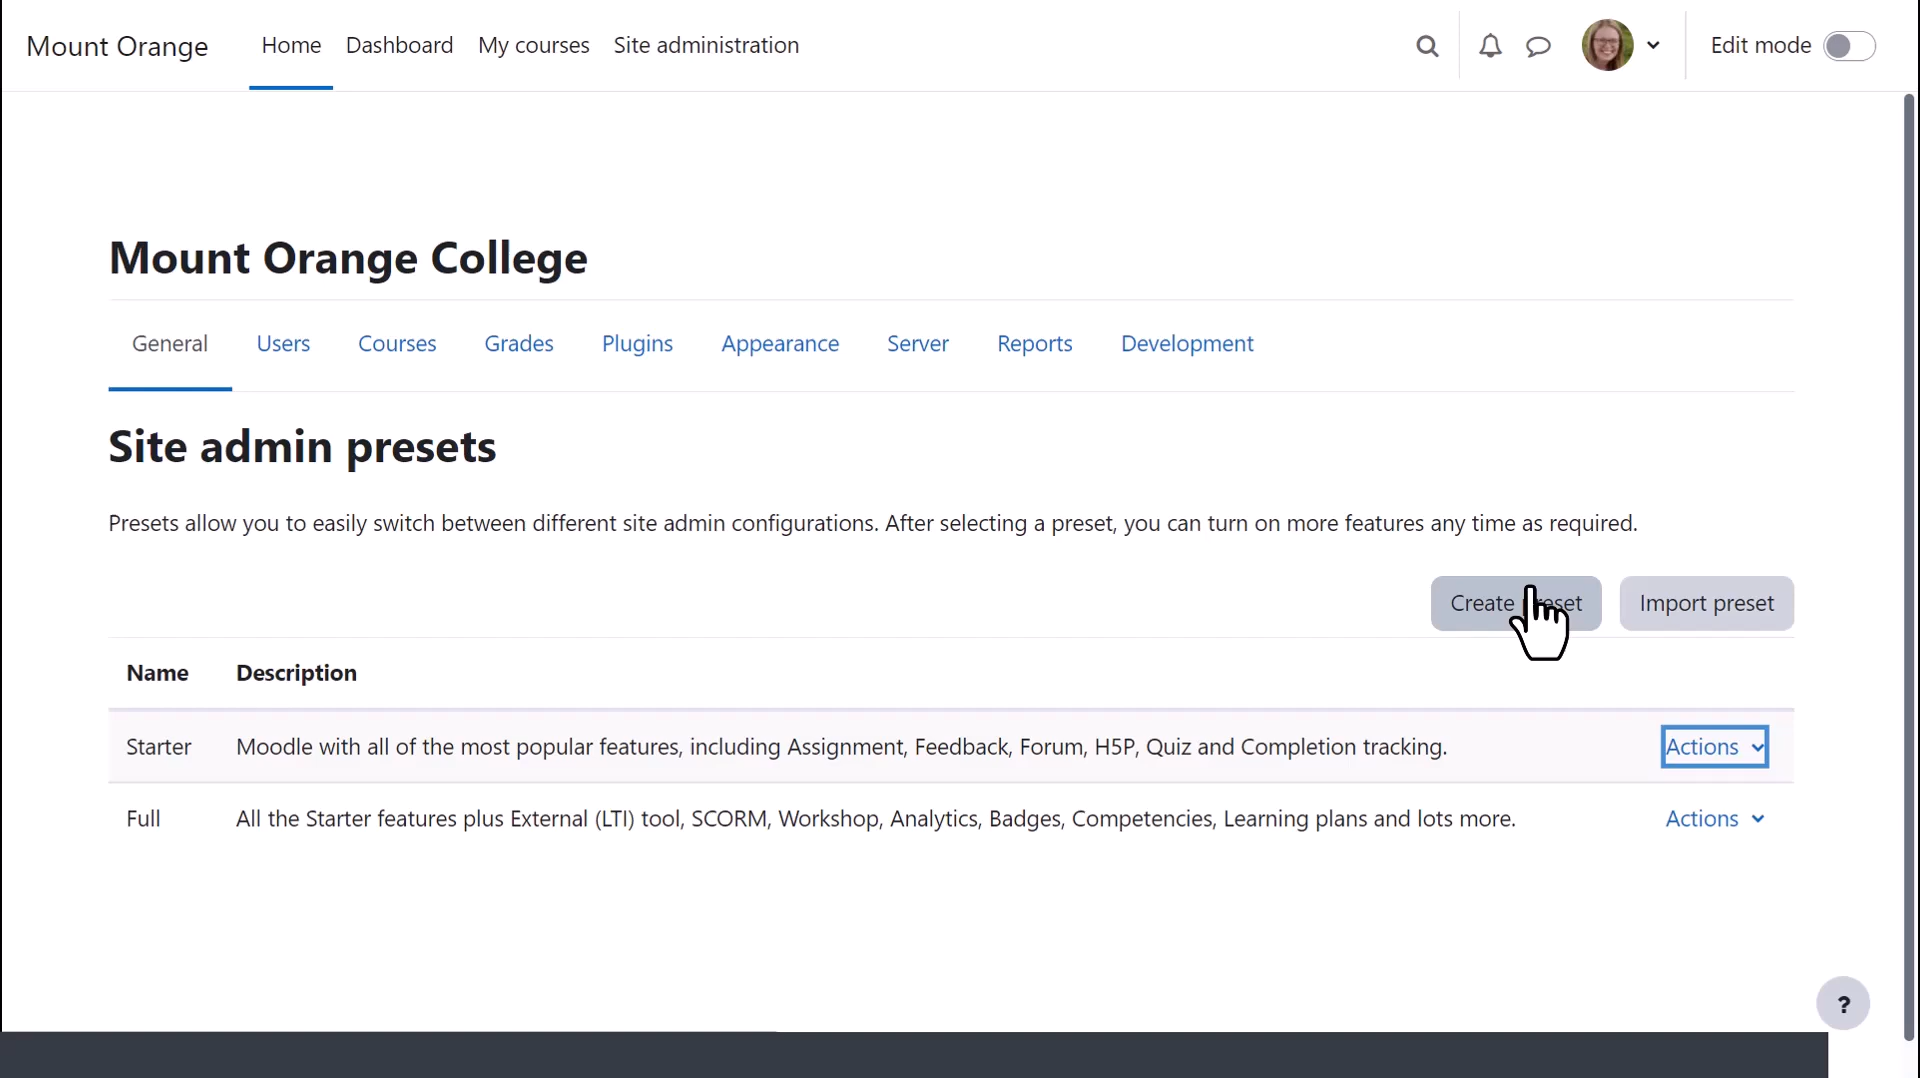 Mount Orange
Home Dashboard My courses Site administration
Edit mode
Mount Orange College
General Users Courses Grades Plugins Appearance Server Reports Development
Site admin presets
Presets allow you to easily switch between different site admin configurations. After selecting a preset, you can turn on more features any time as required.
Create preset Import preset
Name Description
Starter Moodle with all of the most popular features, including Assignment, Feedback, Forum, H5P, Quiz and Completion tracking. Actions
Full All the Starter features plus External (LTI) tool, SCORM, Workshop, Analytics, Badges, Competencies, Learning plans and lots more. Actions
?